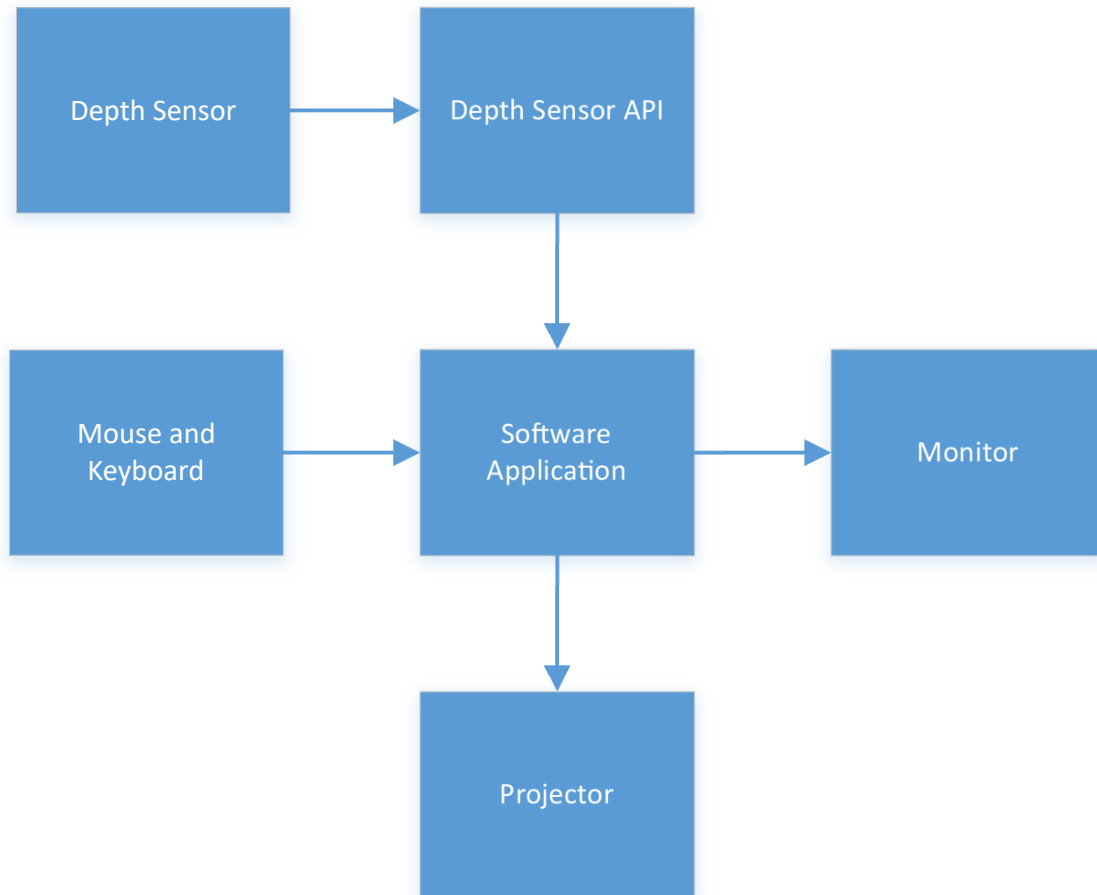 Depth Sensor
Depth Sensor API
Mouse and
Keyboard
Software
Application
Monitor
Projector